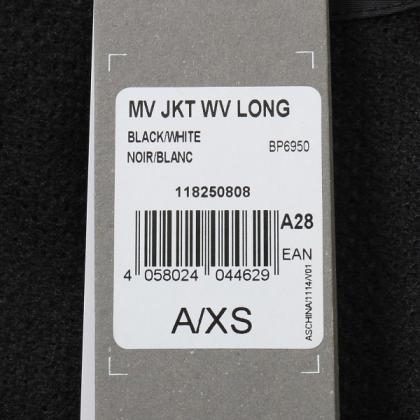 MV JKT WV LONG
BLACK/WHITE
NOIR/BLANC
BP6950
118250808
A28
EAN
4 058024 044629
A/XS
ASCHINA/1114/V01